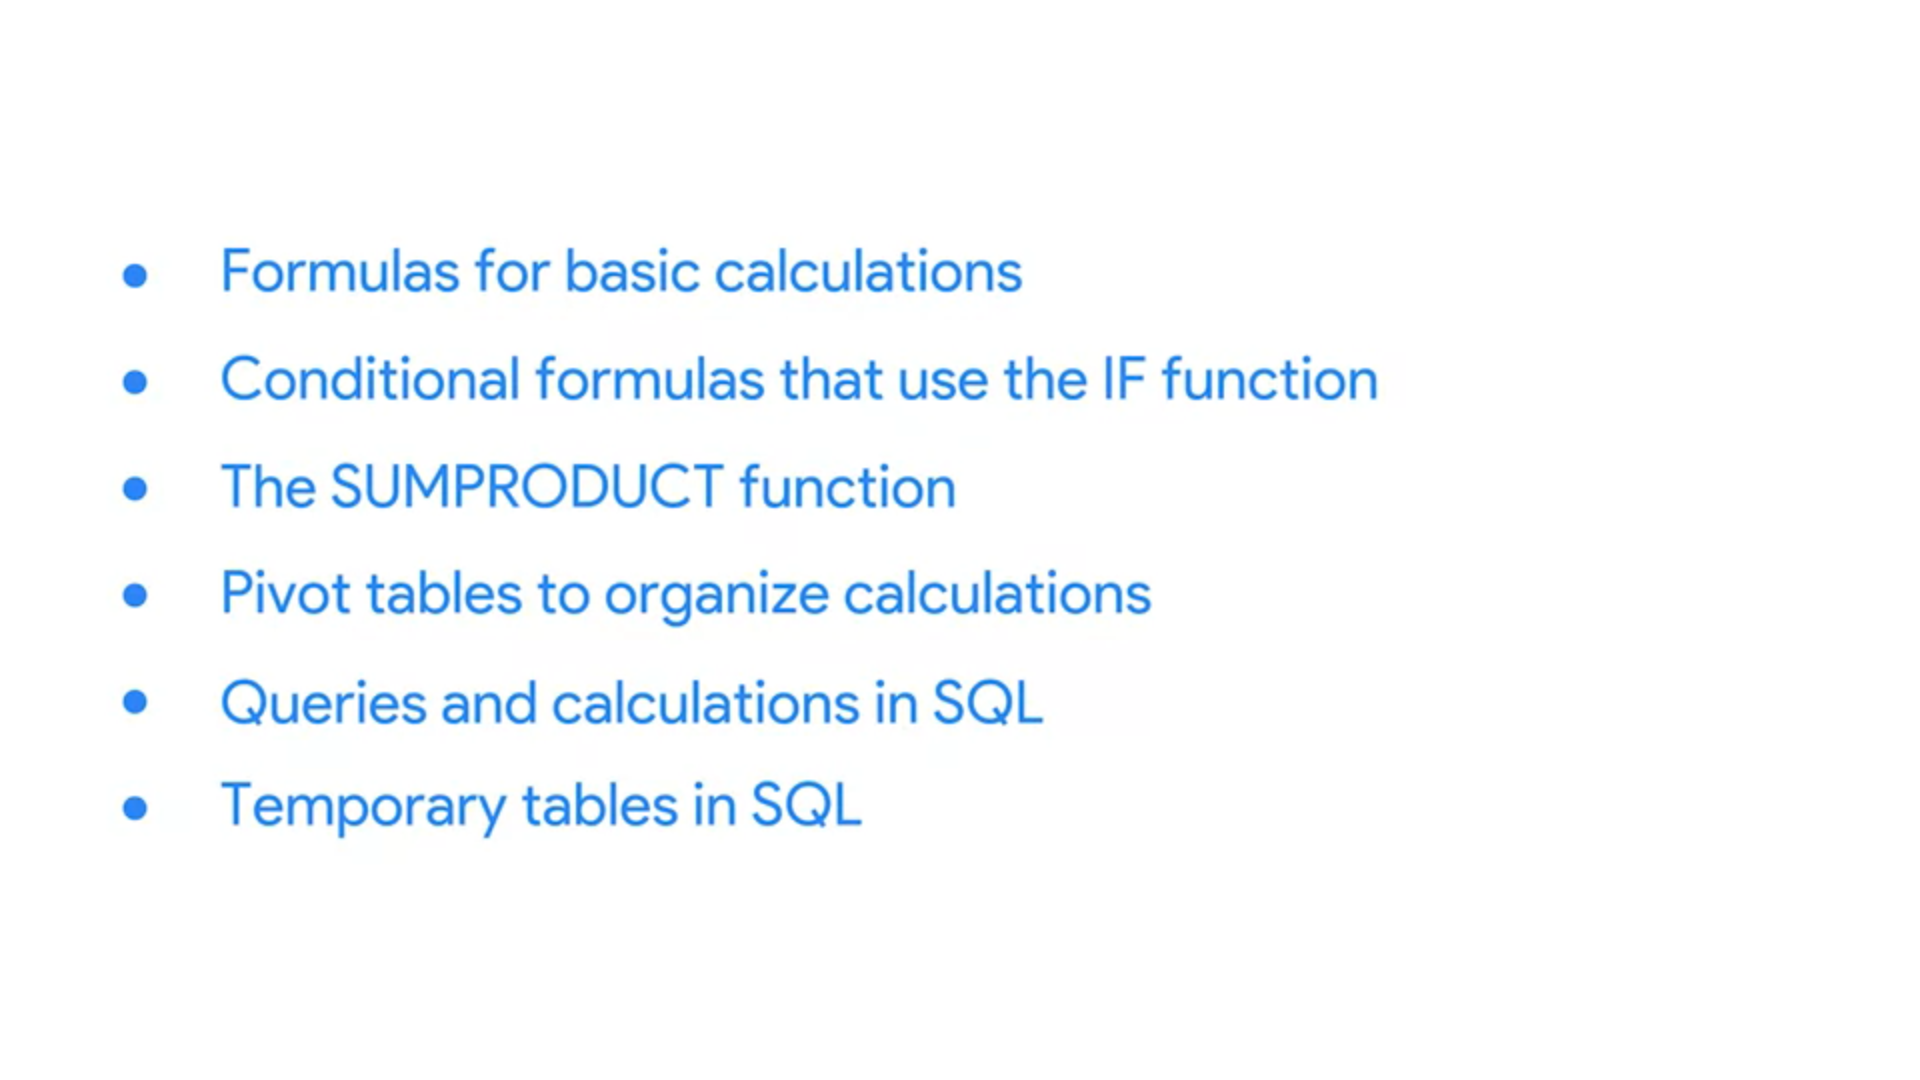 • Formulas for basic calculations
• Conditional formulas that use the IF function
• The SUMPRODUCT function
• Pivot tables to organize calculations
• Queries and calculations in SQL
• Temporary tables in SQL